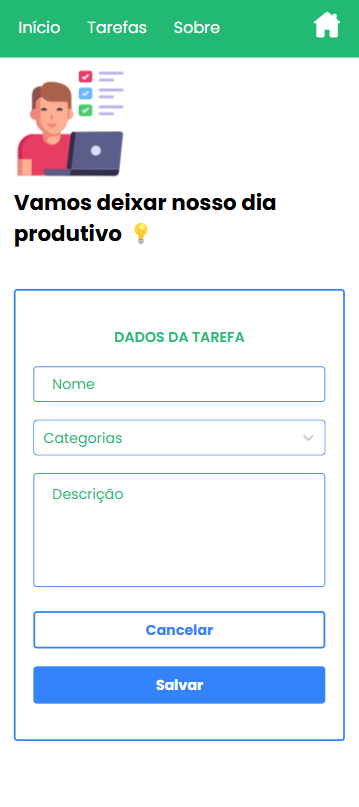 Início Tarefas Sobre
Vamos deixar nosso dia
produtivo 💡
DADOS DA TAREFA
Nome
Categorias
Descrição
Cancelar
Salvar